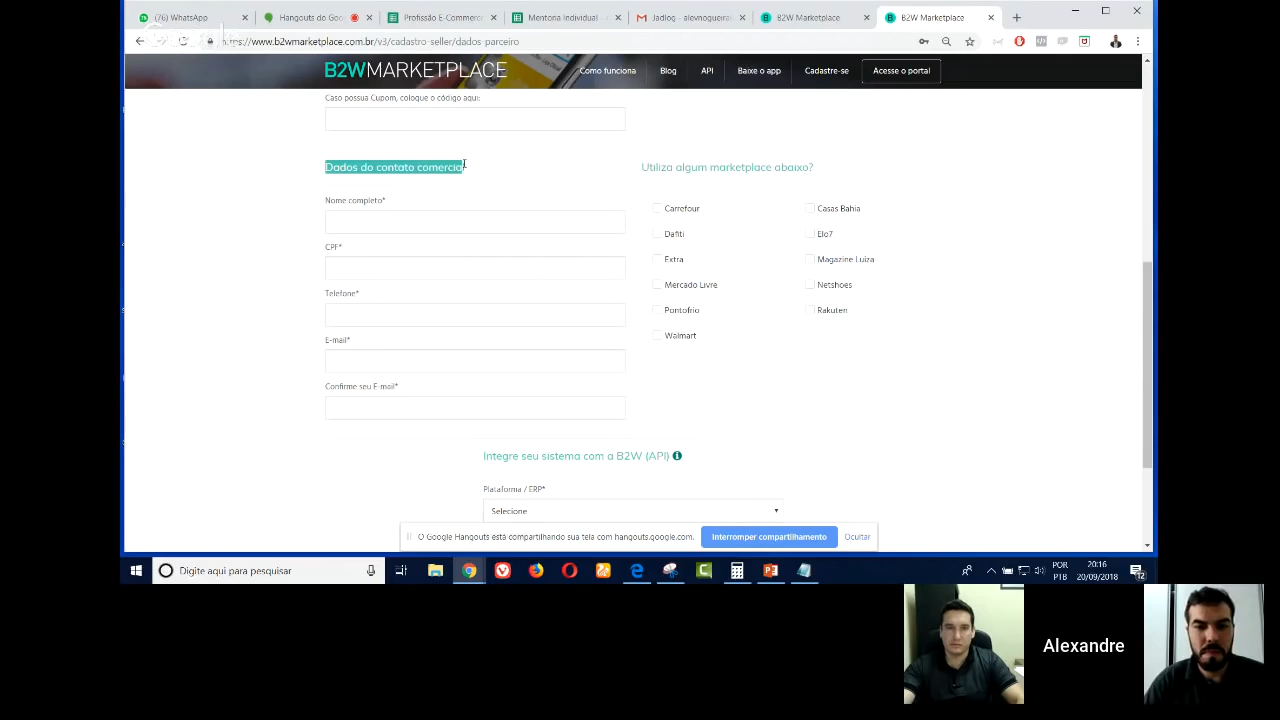 (76) WhatsApp
Hangouts do Goo
Profissão E-Commerc
Mentoria Individual -
Jadlog - alevnogueira
B2W Marketplace
B2W Marketplace
https://www.b2wmarketplace.com.br/v3/cadastro-seller/dados-parceiro
B2WMARKETPLACE
Como funciona
Blog
API
Baixe o app
Cadastre-se
Acesse o portal
Caso possua Cupom, coloque o código aqui:
Dados do contato comercial
Nome completo*
CPF*
Telefone*
E-mail*
Confirme seu E-mail*
Utiliza algum marketplace abaixo?
Carrefour
Casas Bahia
Dafiti
Elo7
Extra
Magazine Luiza
Mercado Livre
Netshoes
Pontofrio
Rakuten
Walmart
Integre seu sistema com a B2W (API)
Plataforma / ERP*
Selecione
O Google Hangouts está compartilhando sua tela com hangouts.google.com.
Interromper compartilhamento
Ocultar
Digite aqui para pesquisar
POR
PTB
20:16
20/09/2018
12
Alexandre